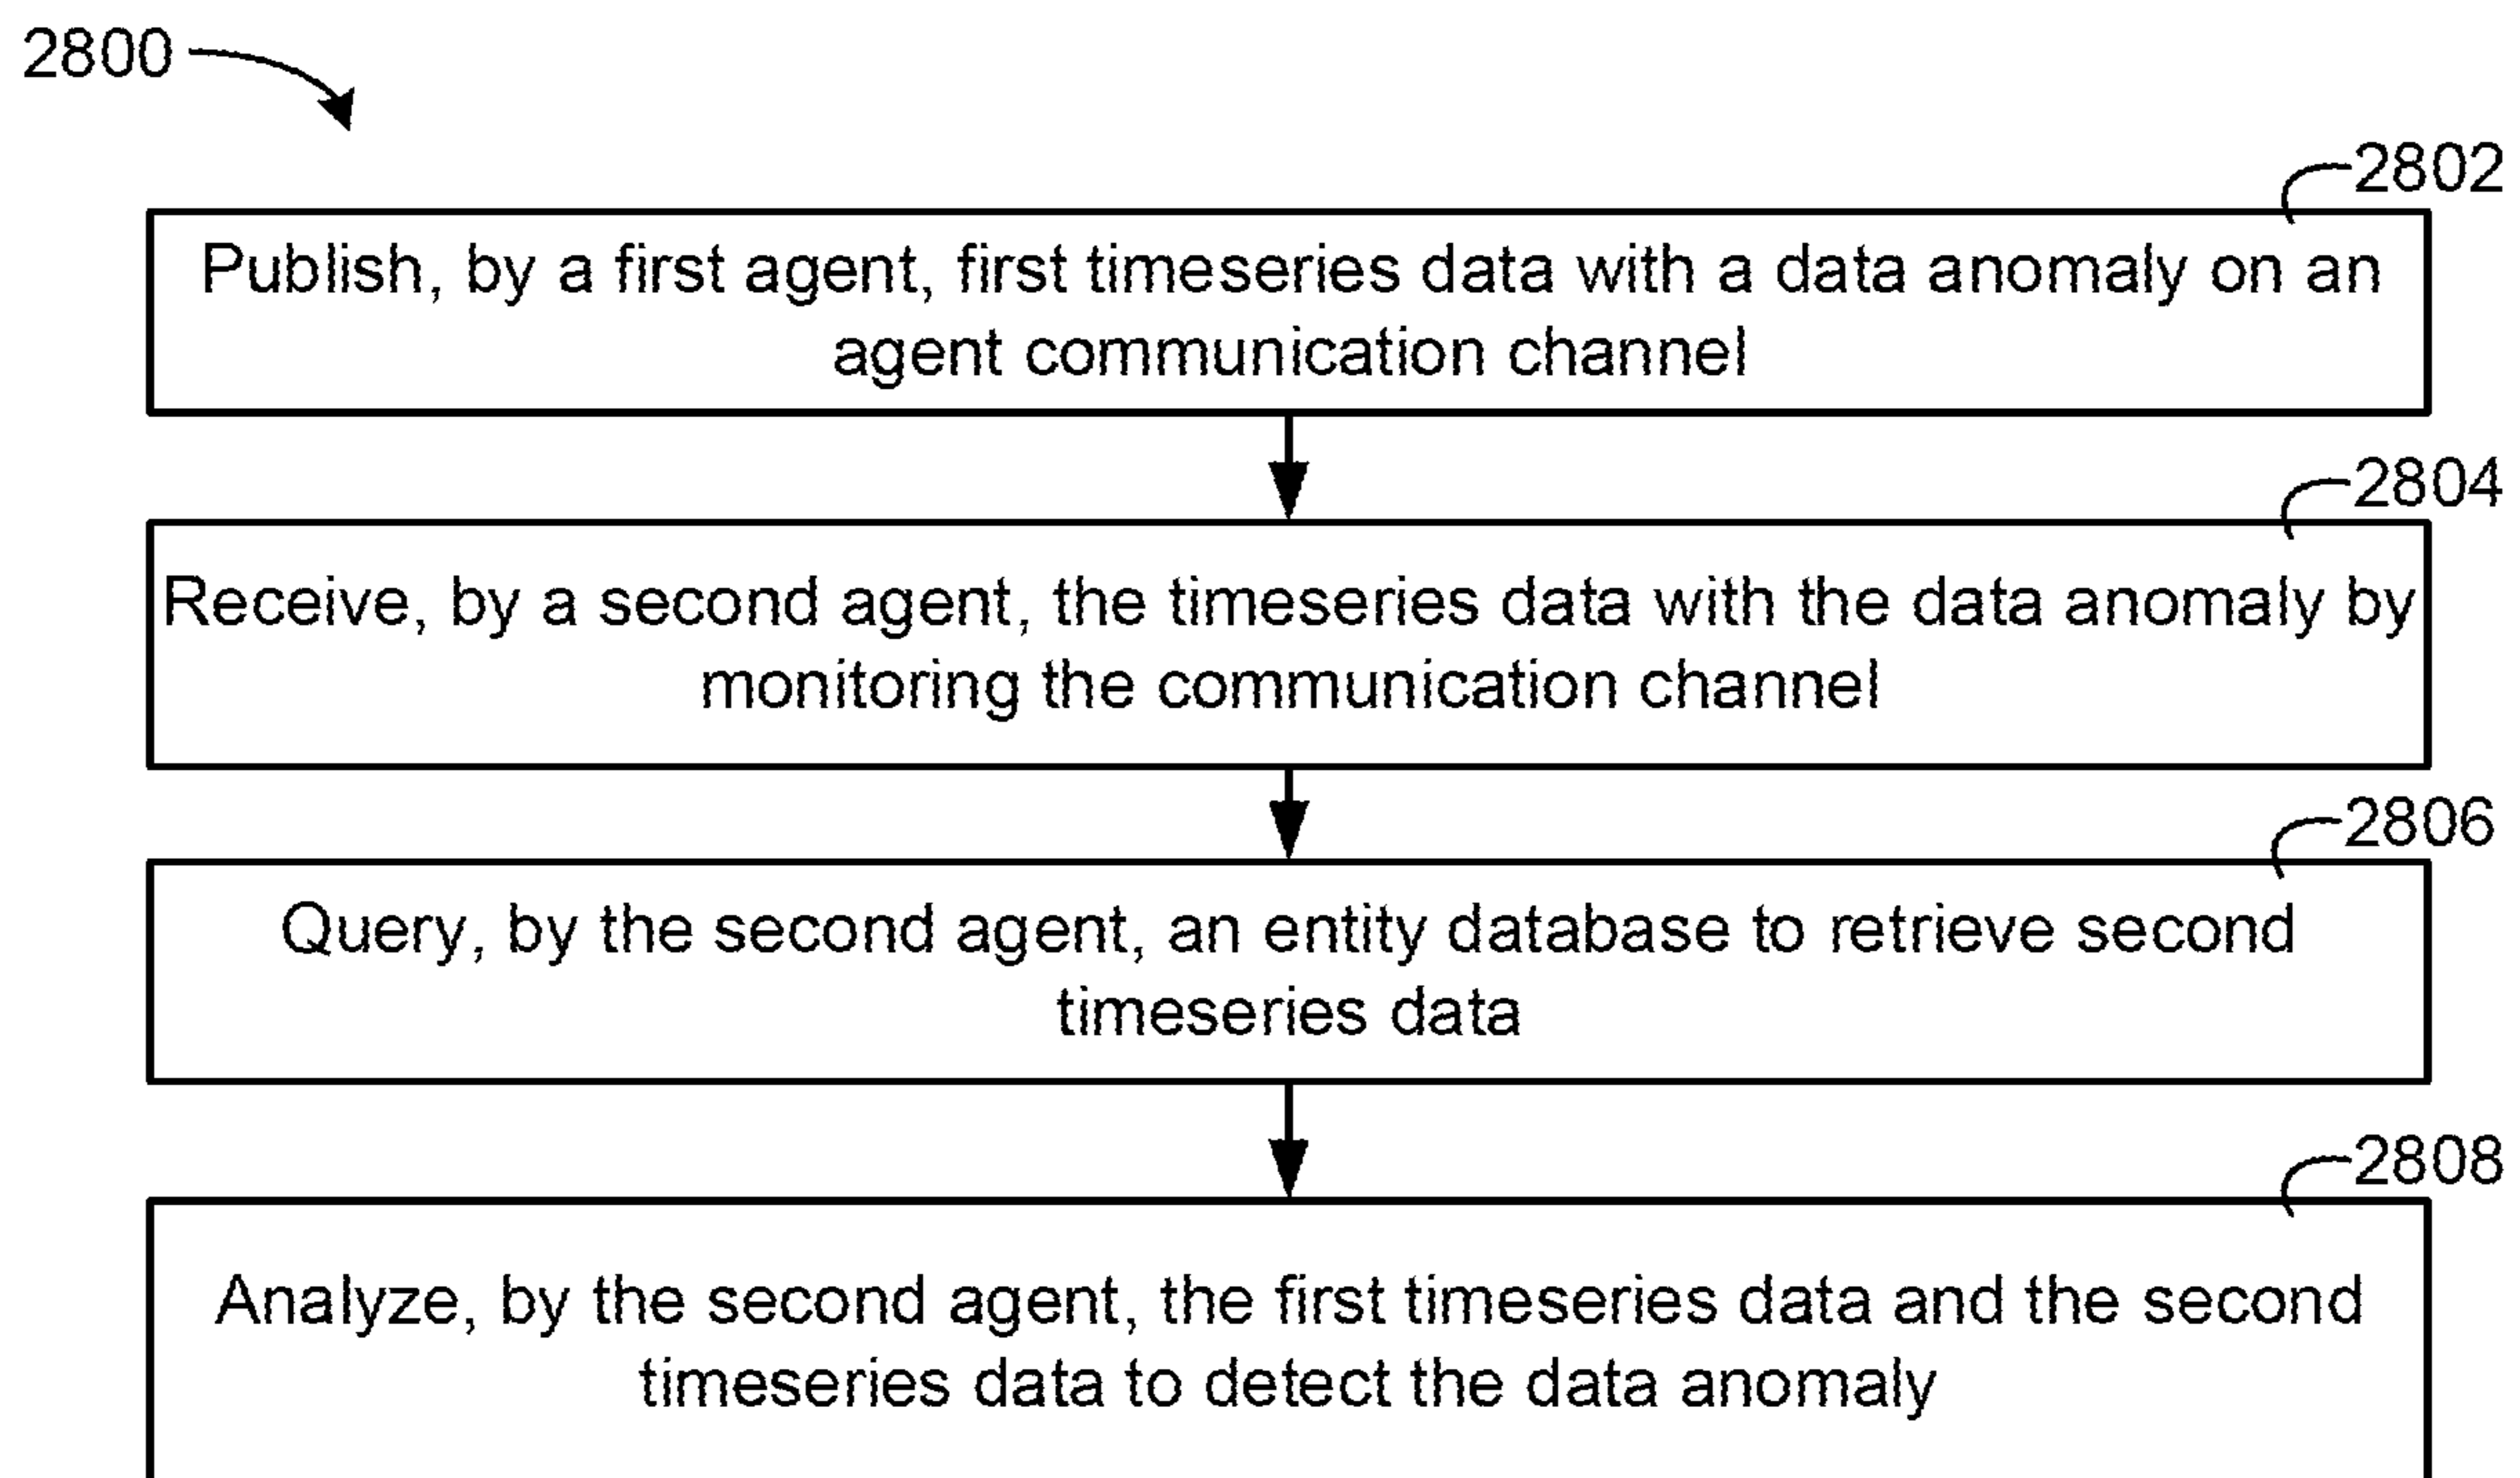 2800
2802
Publish, by a first agent, first timeseries data with a data anomaly on an
agent communication channel
2804
Receive, by a second agent, the timeseries data with the data anomaly by
monitoring the communication channel
2806
Query, by the second agent, an entity database to retrieve second
timeseries data
2808
Analyze, by the second agent, the first timeseries data and the second
timeseries data to detect the data anomaly